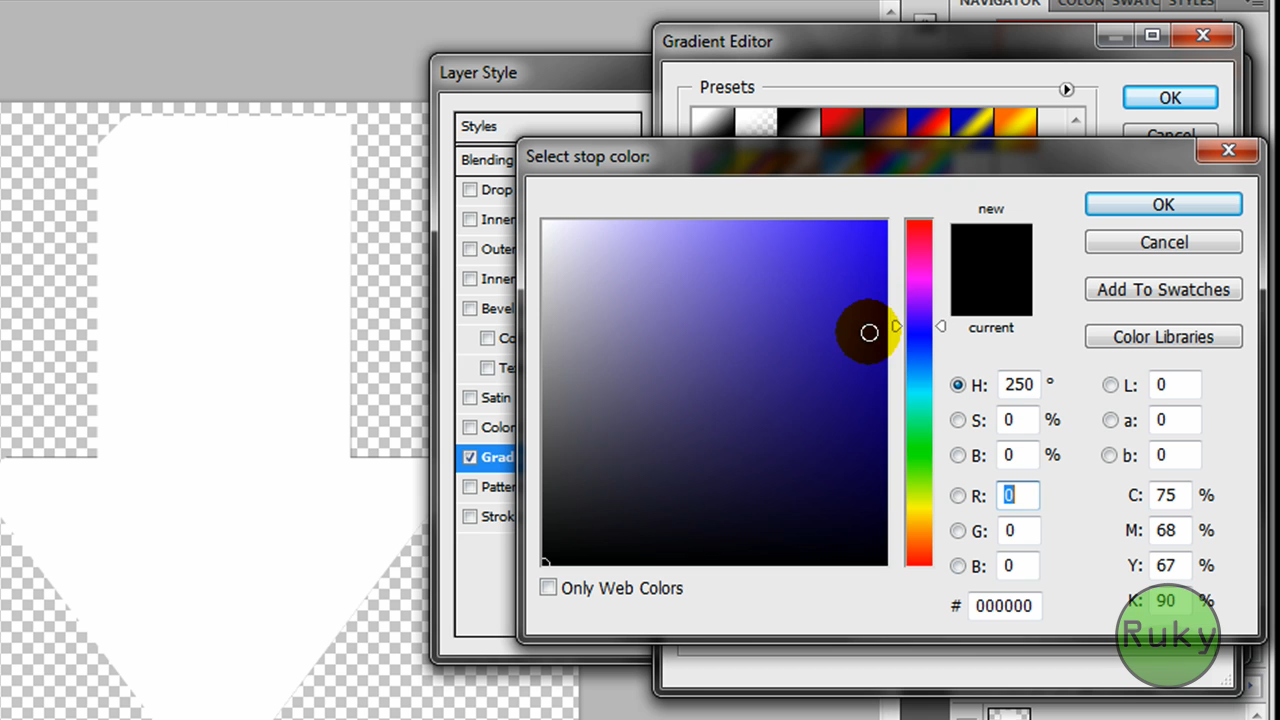 NAVIGATOR COLOR SWATC STYLES
Gradient Editor
Layer Style
Presets
OK
Styles
Cancel
Select stop color:
Blending
Drop
Inner
Outer
Inner
Beve
Co
Te
Satin
Color
Grad
Patter
Strok
new
current
OK
Cancel
Add To Swatches
Color Libraries
H: 250 °
S: 0 %
B: 0 %
R: 0
G: 0
B: 0
# 000000
L: 0
a: 0
b: 0
C: 75 %
M: 68 %
Y: 67 %
K: 90 %
Only Web Colors
Ruky